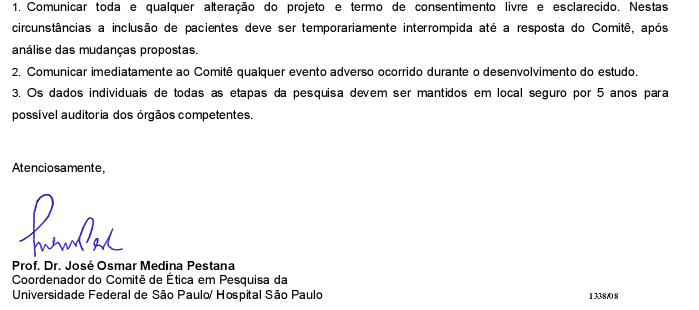 1. Comunicar toda e qualquer alteração do projeto e termo de consentimento livre e esclarecido. Nestas
circunstâncias a inclusão de pacientes deve ser temporariamente interrompida até a resposta do Comitê, após
análise das mudanças propostas.
2. Comunicar imediatamente ao Comitê qualquer evento adverso ocorrido durante o desenvolvimento do estudo.
3. Os dados individuais de todas as etapas da pesquisa devem ser mantidos em local seguro por 5 anos para
possível auditoria dos órgãos competentes.
Atenciosamente,
Prof. Dr. José Osmar Medina Pestana
Coordenador do Comitê de Ética em Pesquisa da
Universidade Federal de São Paulo/ Hospital São Paulo
1338/08